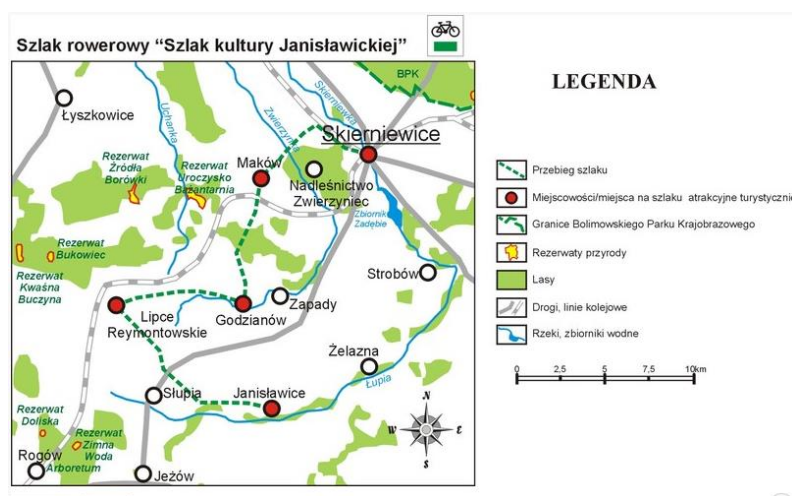 Szlak rowerowy “Szlak kultury Janisławickiej”
BPK
Skierniewka
Łyszkowice
Uchanka
Zwierzynka
Skierniewice
Rezerwat
Źródła
Borówki
Rezerwat
Uroczysko
Bażantarnia
Maków
Nadleśnictwo
Zwierzyniec
Zbiornik
Zadębie
Rezerwat
Bukowiec
Rezerwat
Kwaśna
Buczyna
Strobów
Lipce
Reymontowskie
Godzianów
Zapady
Żelazna
Łupia
Słupia
Janisławice
Rezerwat
Doliska
Rezerwat
Zimna
Woda
Rogów
Arboretum
Jeżów
N
W
E
S
LEGENDA
Przebieg szlaku
Miejscowości/miejsca na szlaku atrakcyjne turystyczni
Granice Bolimowskiego Parku Krajobrazowego
Rezerwaty przyrody
Lasy
Drogi, linie kolejowe
Rzeki, zbiorniki wodne
0 2,5 5 7,5 10km